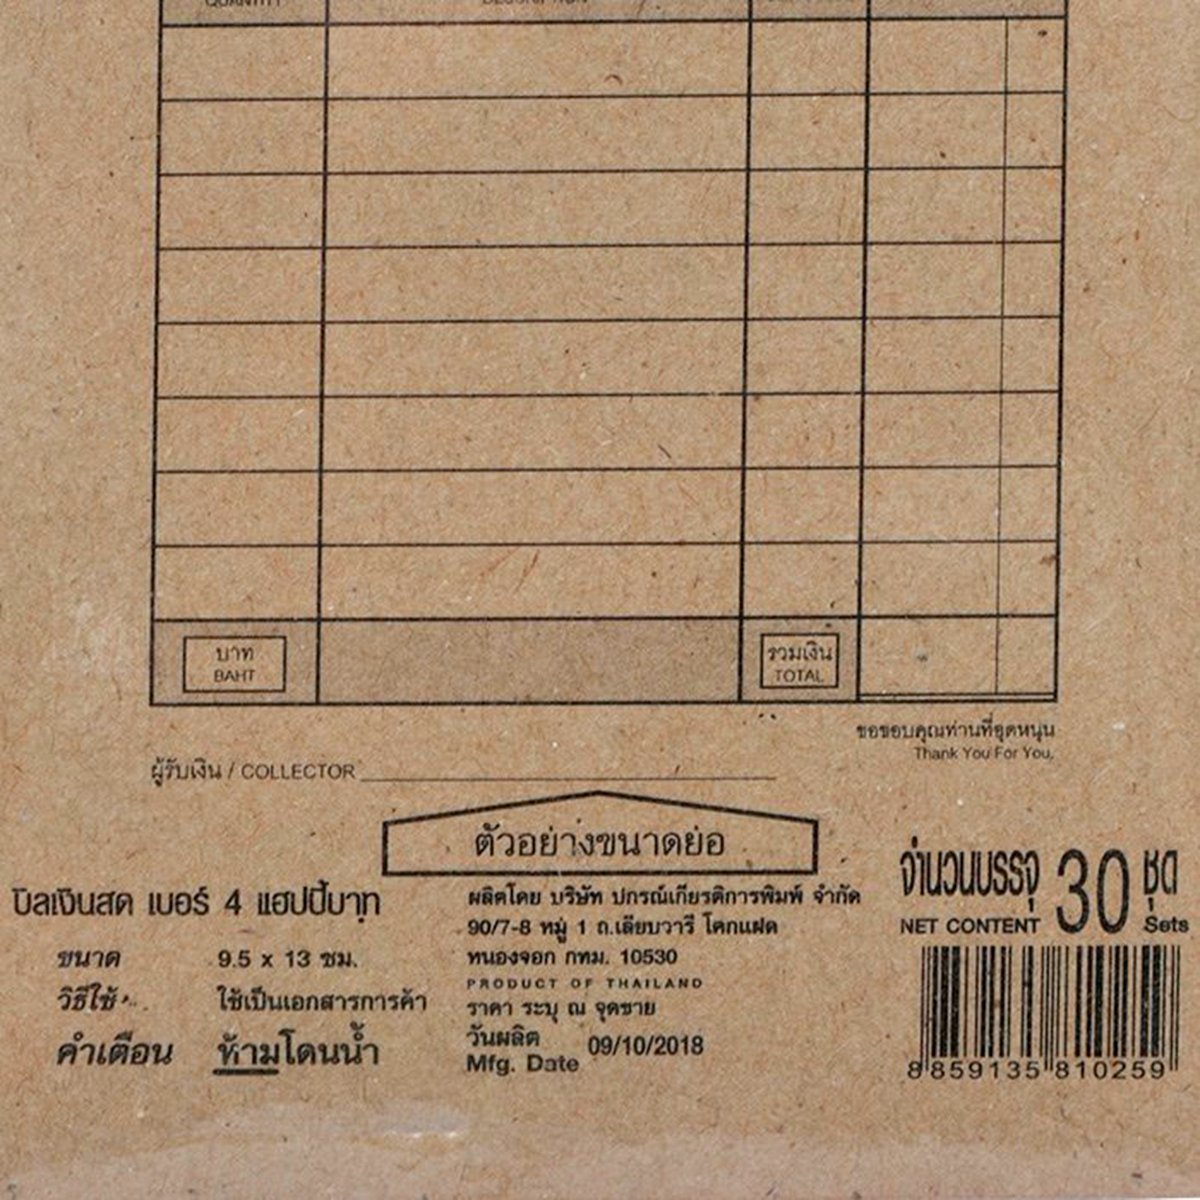 บาท
BAHT
รวมเงิน
TOTAL
ขอขอบคุณท่านที่อุดหนุน
Thank You For You.
ผู้รับเงิน / COLLECTOR
ตัวอย่างขนาดย่อ
บิลเงินสด เบอร์ 4 แฮปปี้บาท
ขนาด 9.5 x 13 ซม.
วิธีใช้ ใช้เป็นเอกสารการค้า
คำเตือน ห้ามโดนน้ำ
ผลิตโดย บริษัท ปกรณ์เกียรติการพิมพ์ จำกัด
90/7-8 หมู่ 1 ถ.เลียบวารี โคกแฝด
หนองจอก กทม. 10530
PRODUCT OF THAILAND
ราคา ระบุ ณ จุดขาย
วันผลิต
Mfg. Date 09/10/2018
จำนวนบรรจุ 30 ชุด
NET CONTENT Sets
8 859135 810259